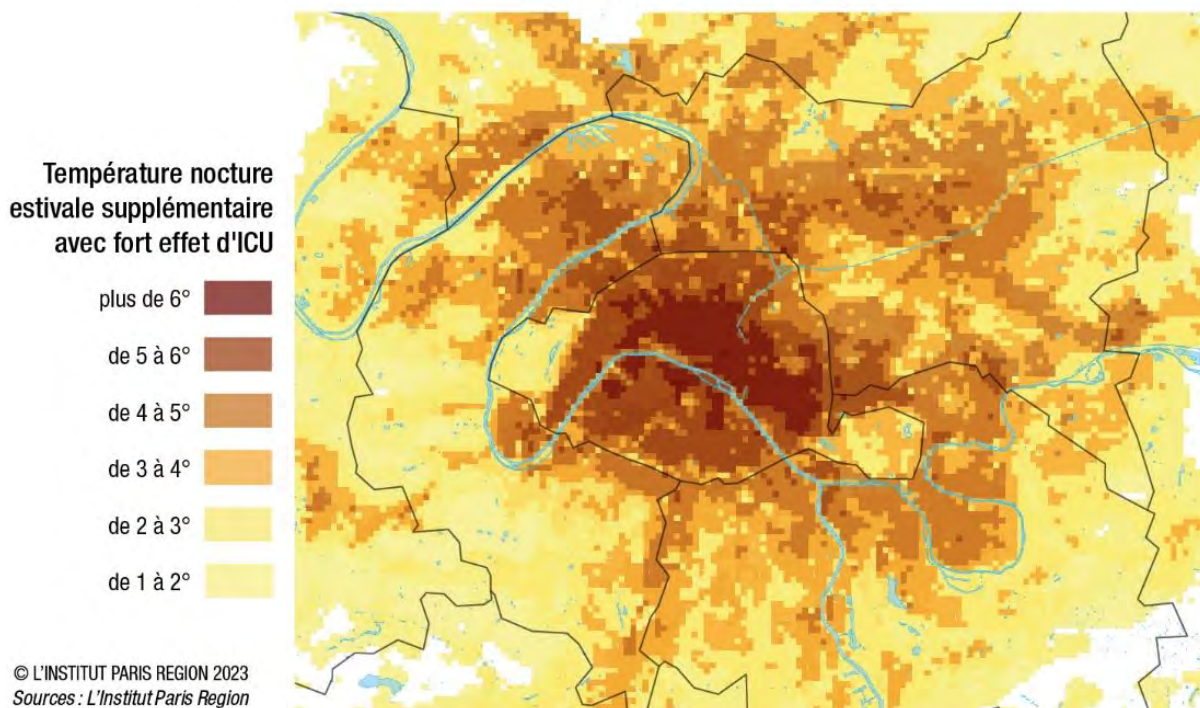 Température nocture
estivale supplémentaire
avec fort effet d'ICU
plus de 6°
de 5 à 6°
de 4 à 5°
de 3 à 4°
de 2 à 3°
de 1 à 2°
© L'INSTITUT PARIS REGION 2023
Sources : L'Institut Paris Region